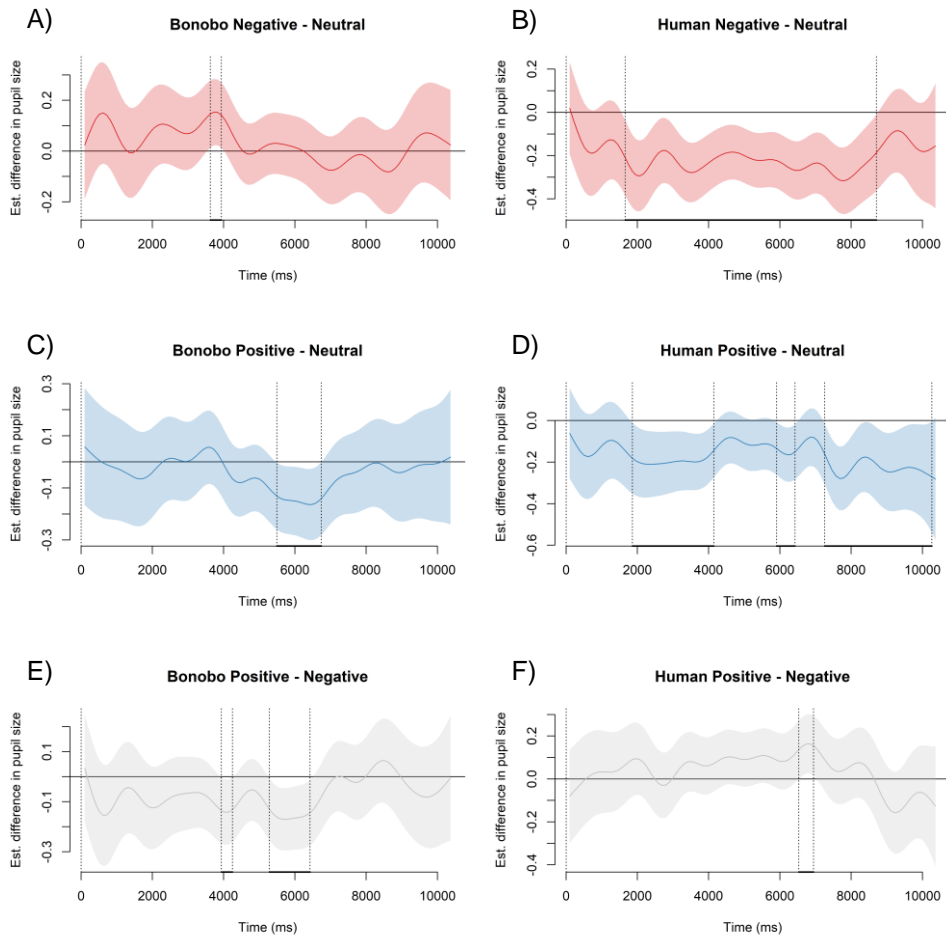 A)
Bonobo Negative - Neutral
Est. difference in pupil size
0.2
0.0
-0.2
0 2000 4000 6000 8000 10000
Time (ms)
B)
Human Negative - Neutral
Est. difference in pupil size
0.2
0.0
-0.2
-0.4
0 2000 4000 6000 8000 10000
Time (ms)
C)
Bonobo Positive - Neutral
Est. difference in pupil size
0.3
0.1
-0.1
-0.3
0 2000 4000 6000 8000 10000
Time (ms)
D)
Human Positive - Neutral
Est. difference in pupil size
0.0
-0.2
-0.4
-0.6
0 2000 4000 6000 8000 10000
Time (ms)
E)
Bonobo Positive - Negative
Est. difference in pupil size
0.1
-0.1
-0.3
0 2000 4000 6000 8000 10000
Time (ms)
F)
Human Positive - Negative
Est. difference in pupil size
0.2
0.0
-0.2
-0.4
0 2000 4000 6000 8000 10000
Time (ms)